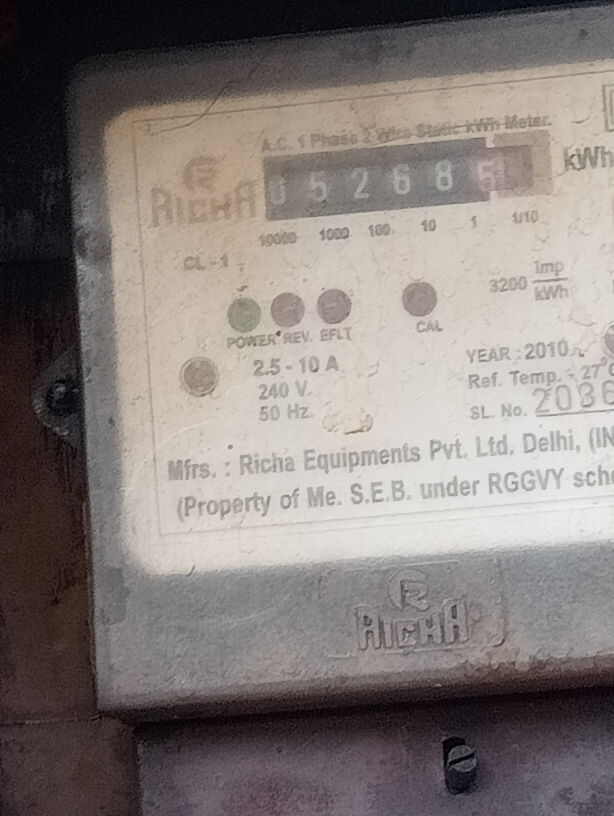 A.C. 1 Phase 2 Wire Static kWh Meter.
R
RICHA
0 5 2 6 8 5
kWh
10000 1000 100 10 1 1/10
CL-1
3200 Imp/kWh
POWER REV. EFLT
CAL
2.5 - 10 A
240 V.
50 Hz.
YEAR : 2010
Ref. Temp. - 27°C
SL. No. 2036
Mfrs. : Richa Equipments Pvt. Ltd. Delhi, (IN
(Property of Me. S.E.B. under RGGVY sche
R
RICHA